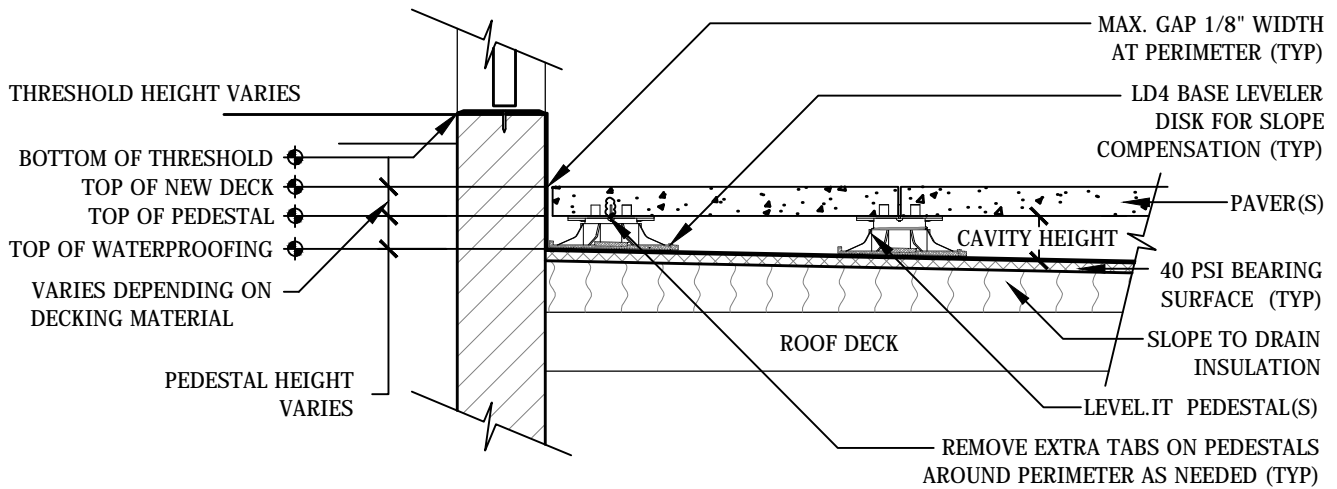 THRESHOLD HEIGHT VARIES
BOTTOM OF THRESHOLD
TOP OF NEW DECK
TOP OF PEDESTAL
TOP OF WATERPROOFING
VARIES DEPENDING ON
DECKING MATERIAL
PEDESTAL HEIGHT
VARIES
MAX. GAP 1/8" WIDTH
AT PERIMETER (TYP)
LD4 BASE LEVELER
DISK FOR SLOPE
COMPENSATION (TYP)
PAVER(S)
CAVITY HEIGHT
40 PSI BEARING
SURFACE (TYP)
ROOF DECK
SLOPE TO DRAIN
INSULATION
LEVEL.IT PEDESTAL(S)
REMOVE EXTRA TABS ON PEDESTALS
AROUND PERIMETER AS NEEDED (TYP)